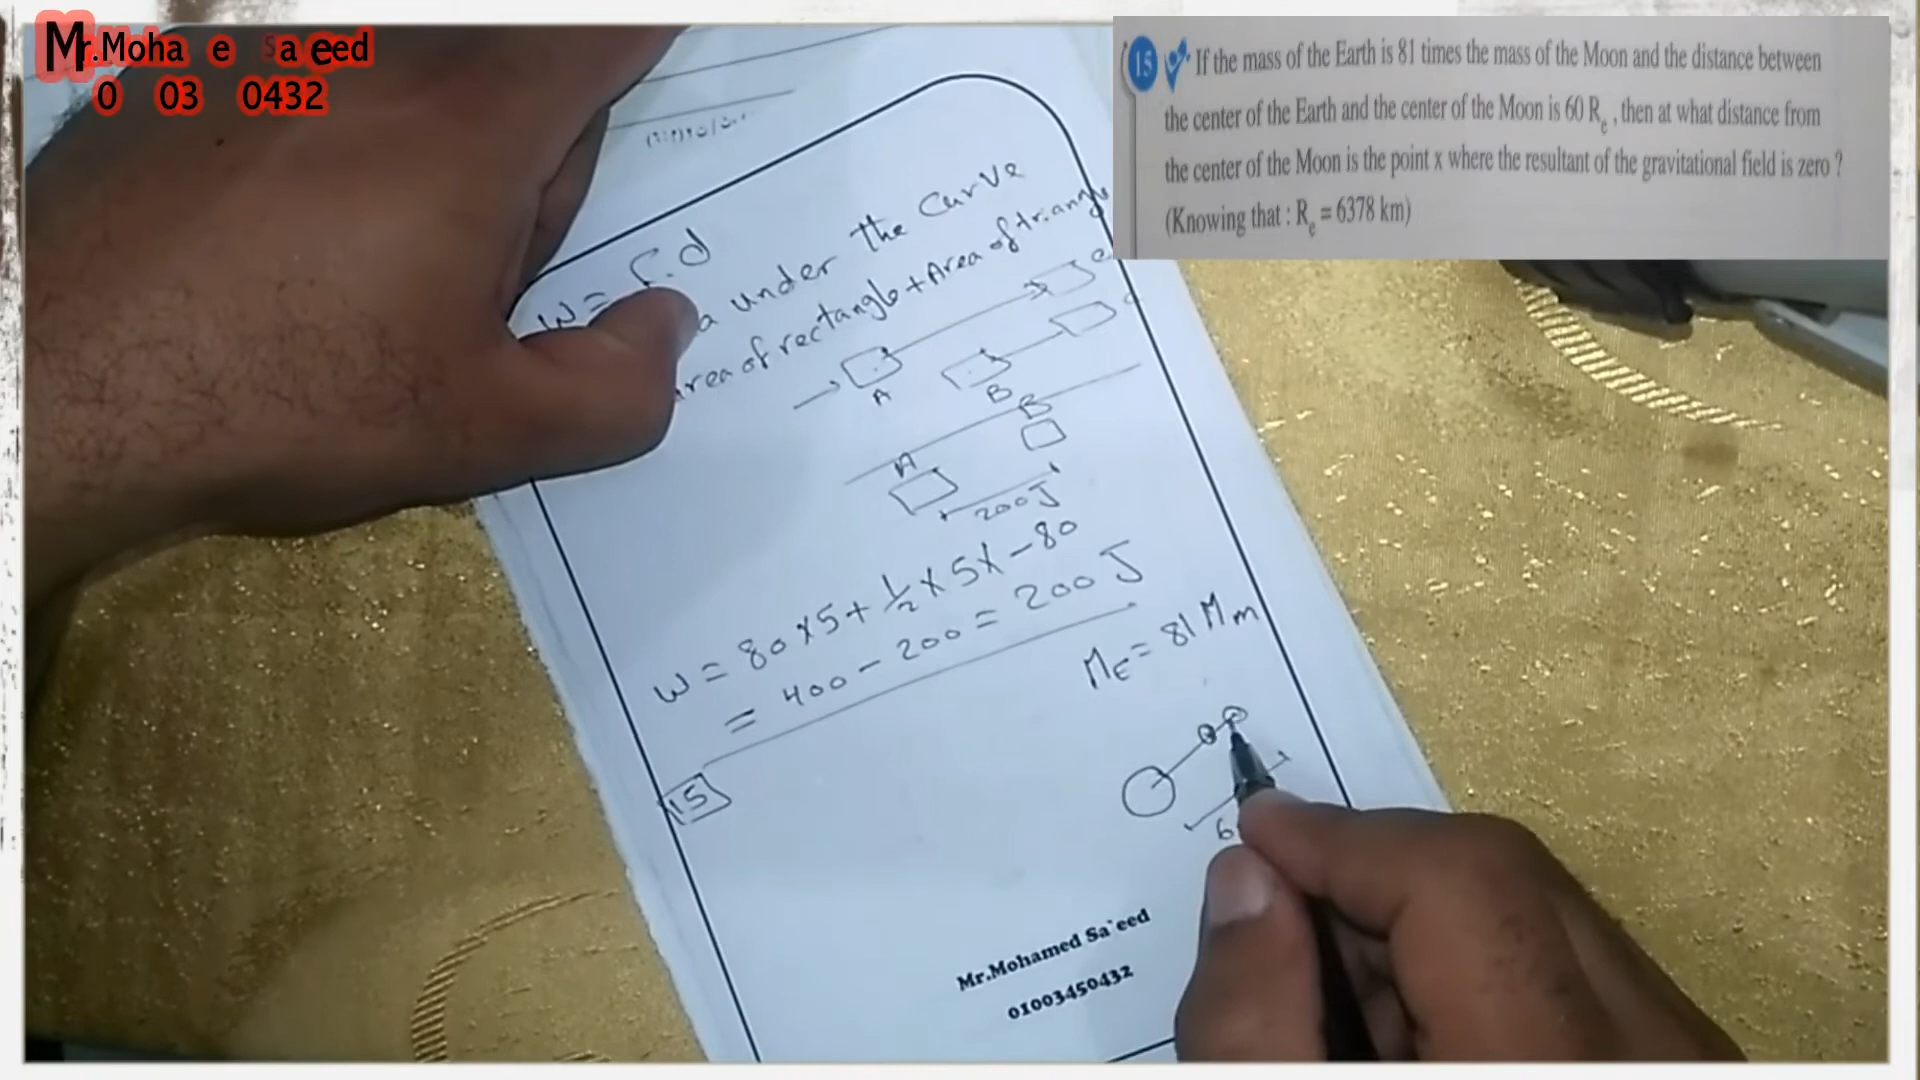 Mr.Moha e Sa eed
0 03 0432
15 If the mass of the Earth is 81 times the mass of the Moon and the distance between
the center of the Earth and the center of the Moon is 60 Re , then at what distance from
the center of the Moon is the point x where the resultant of the gravitational field is zero ?
(Knowing that : Re = 6378 km)
W = F.d
under the curve
Area of rectangle + Area of triangle
A
B
A
B
200 J
W = 80 x 5 + 1/2 x 5 x - 80
= 400 - 200 = 200 J
15
ME = 81 Mm
6
Mr.Mohamed Sa`eed
01003450432